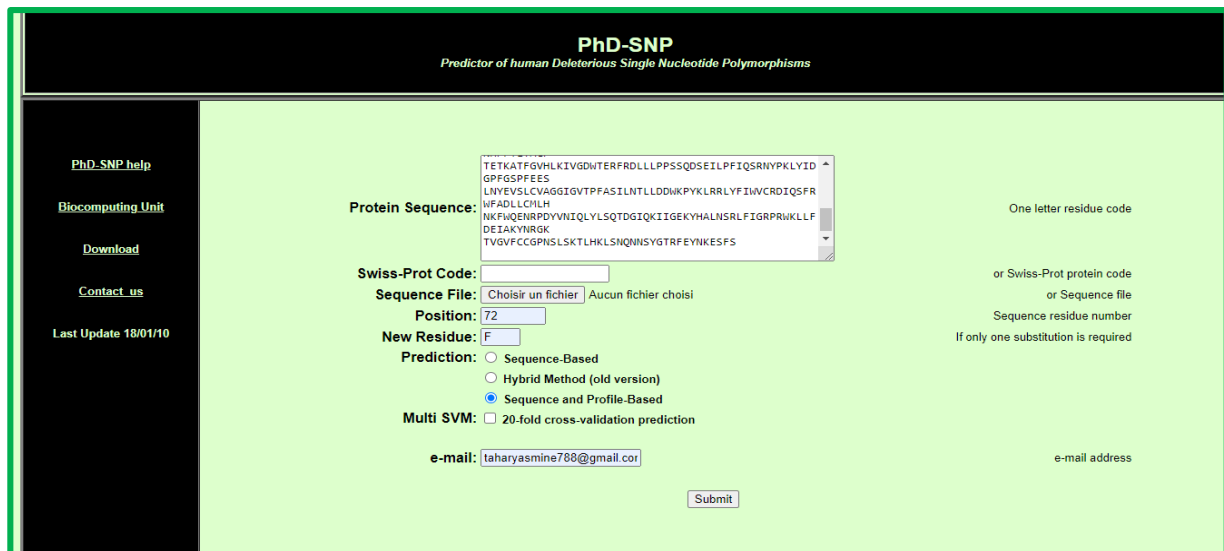 PhD-SNP
Predictor of human Deleterious Single Nucleotide Polymorphisms
PhD-SNP help
Biocomputing Unit
Download
Contact us
Last Update 18/01/10
Protein Sequence:
TETKATFGVHLKIVGDWTERFRDLLLPPSSQDSEILPFIQSRNYPKLYID
GPFGSPFEES
LNYEVSLCVAGGIGVTPFASILNTLLDDWKPYKLRRLYFIWVCRDIQSFR
WFADLLCMLH
NKFWQENRPDYVNIQLYLSQTDGIQKIIGEKYHALNSRLFIGRPRWKLLF
DEIAKYNRGK
TVGVFCCGPNSLSKTLHKLSNQNNSYGTRFEYNKESFS
One letter residue code
Swiss-Prot Code:
or Swiss-Prot protein code
Sequence File: Choisir un fichier Aucun fichier choisi
or Sequence file
Position: 72
Sequence residue number
New Residue: F
If only one substitution is required
Prediction: Sequence-Based
Hybrid Method (old version)
Sequence and Profile-Based
Multi SVM: 20-fold cross-validation prediction
e-mail: taharyasmine788@gmail.cor
e-mail address
Submit